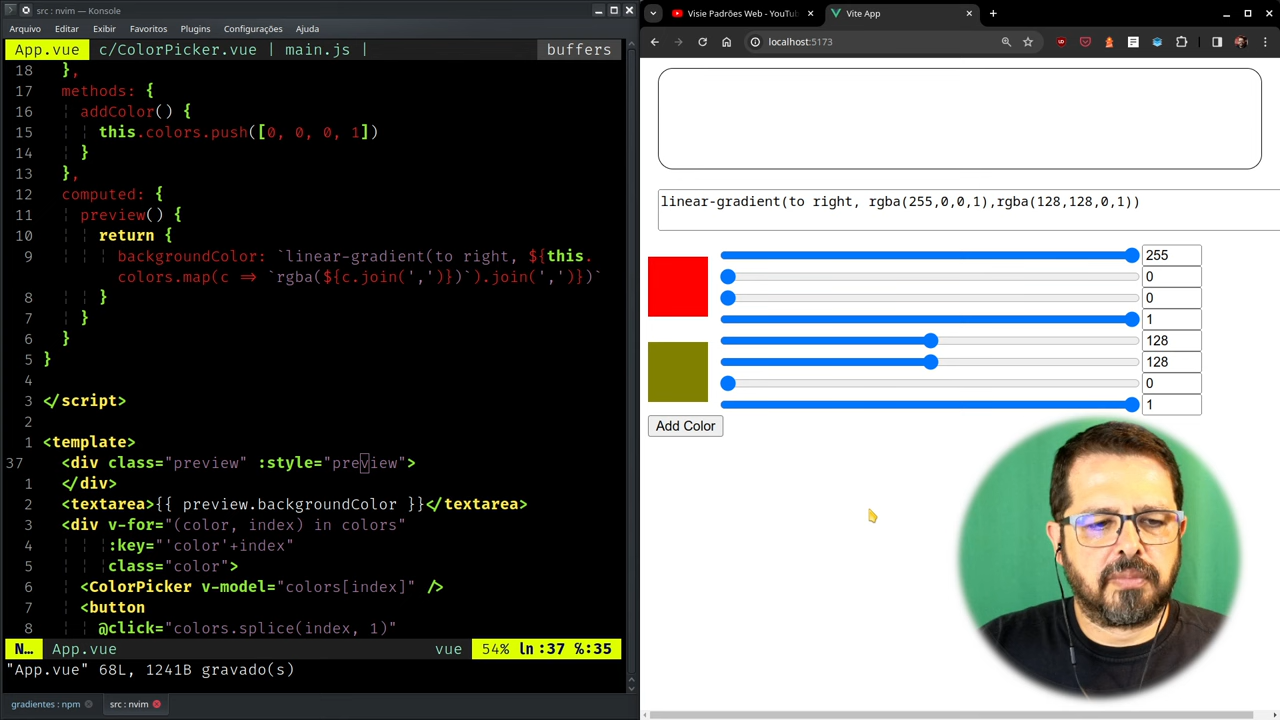 src : nvim — Konsole
Arquivo Editar Exibir Favoritos Plugins Configurações Ajuda
App.vue c/ColorPicker.vue | main.js | buffers
18 },
17 methods: {
16 addColor() {
15 this.colors.push([0, 0, 0, 1])
14 }
13 },
12 computed: {
11 preview() {
10 return {
9 backgroundColor: `linear-gradient(to right, ${this.
colors.map(c => `rgba(${c.join(',')})`).join(',')})`
8 }
7 }
6 }
5 }
4
3 </script>
2
1 <template>
37 <div class="preview" :style="preview">
1 </div>
2 <textarea>{{ preview.backgroundColor }}</textarea>
3 <div v-for="(color, index) in colors"
4 :key="'color'+index"
5 class="color">
6 <ColorPicker v-model="colors[index]" />
7 <button
8 @click="colors.splice(index, 1)"
N… App.vue vue 54% ln:37 %:35
"App.vue" 68L, 1241B gravado(s)
gradientes : npm src : nvim
Visie Padrões Web - YouTu
Vite App
localhost:5173
linear-gradient(to right, rgba(255,0,0,1),rgba(128,128,0,1))
255
0
0
1
128
128
0
1
Add Color